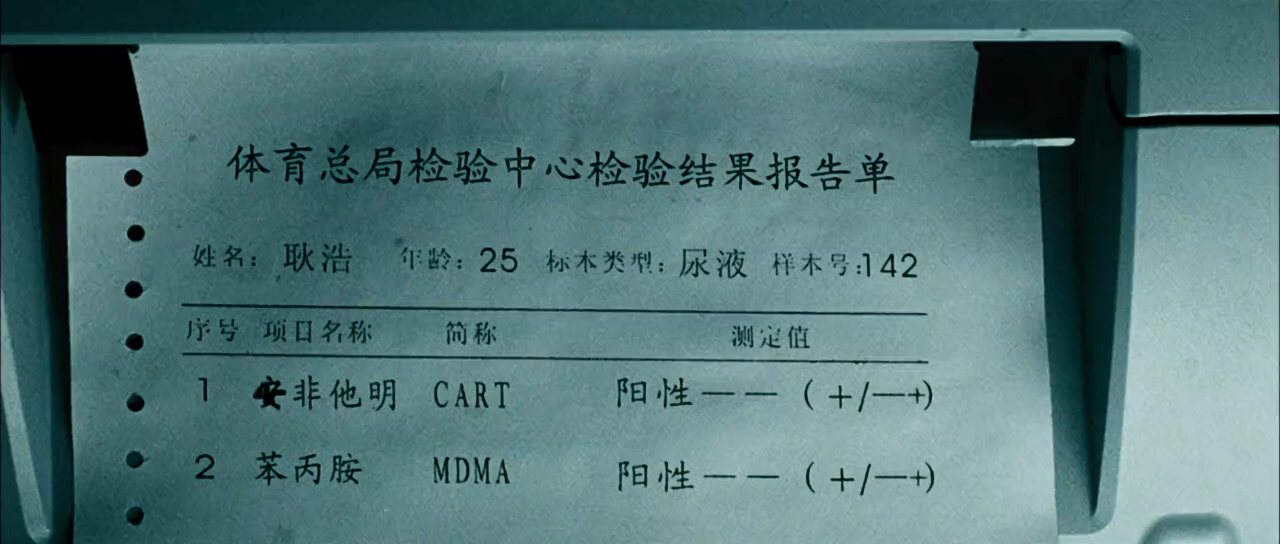 体育总局检验中心检验结果报告单
姓名：耿浩 年龄：25 标本类型：尿液 样本号：142
序号 项目名称 简称 测定值
1 安非他明 CART 阳性——（+/—+）
2 苯丙胺 MDMA 阳性——（+/—+）